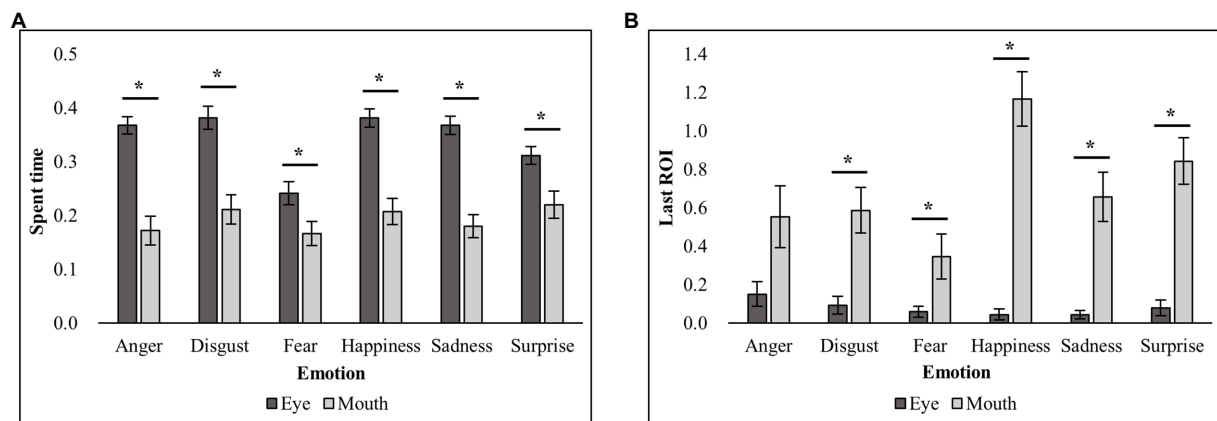 A
Spent time
0.5
0.4
0.3
0.2
0.1
0.0
* * * * * *
Anger Disgust Fear Happiness Sadness Surprise
Emotion
Eye Mouth
B
Last ROI
1.4
1.2
1.0
0.8
0.6
0.4
0.2
0.0
* * * * *
Anger Disgust Fear Happiness Sadness Surprise
Emotion
Eye Mouth